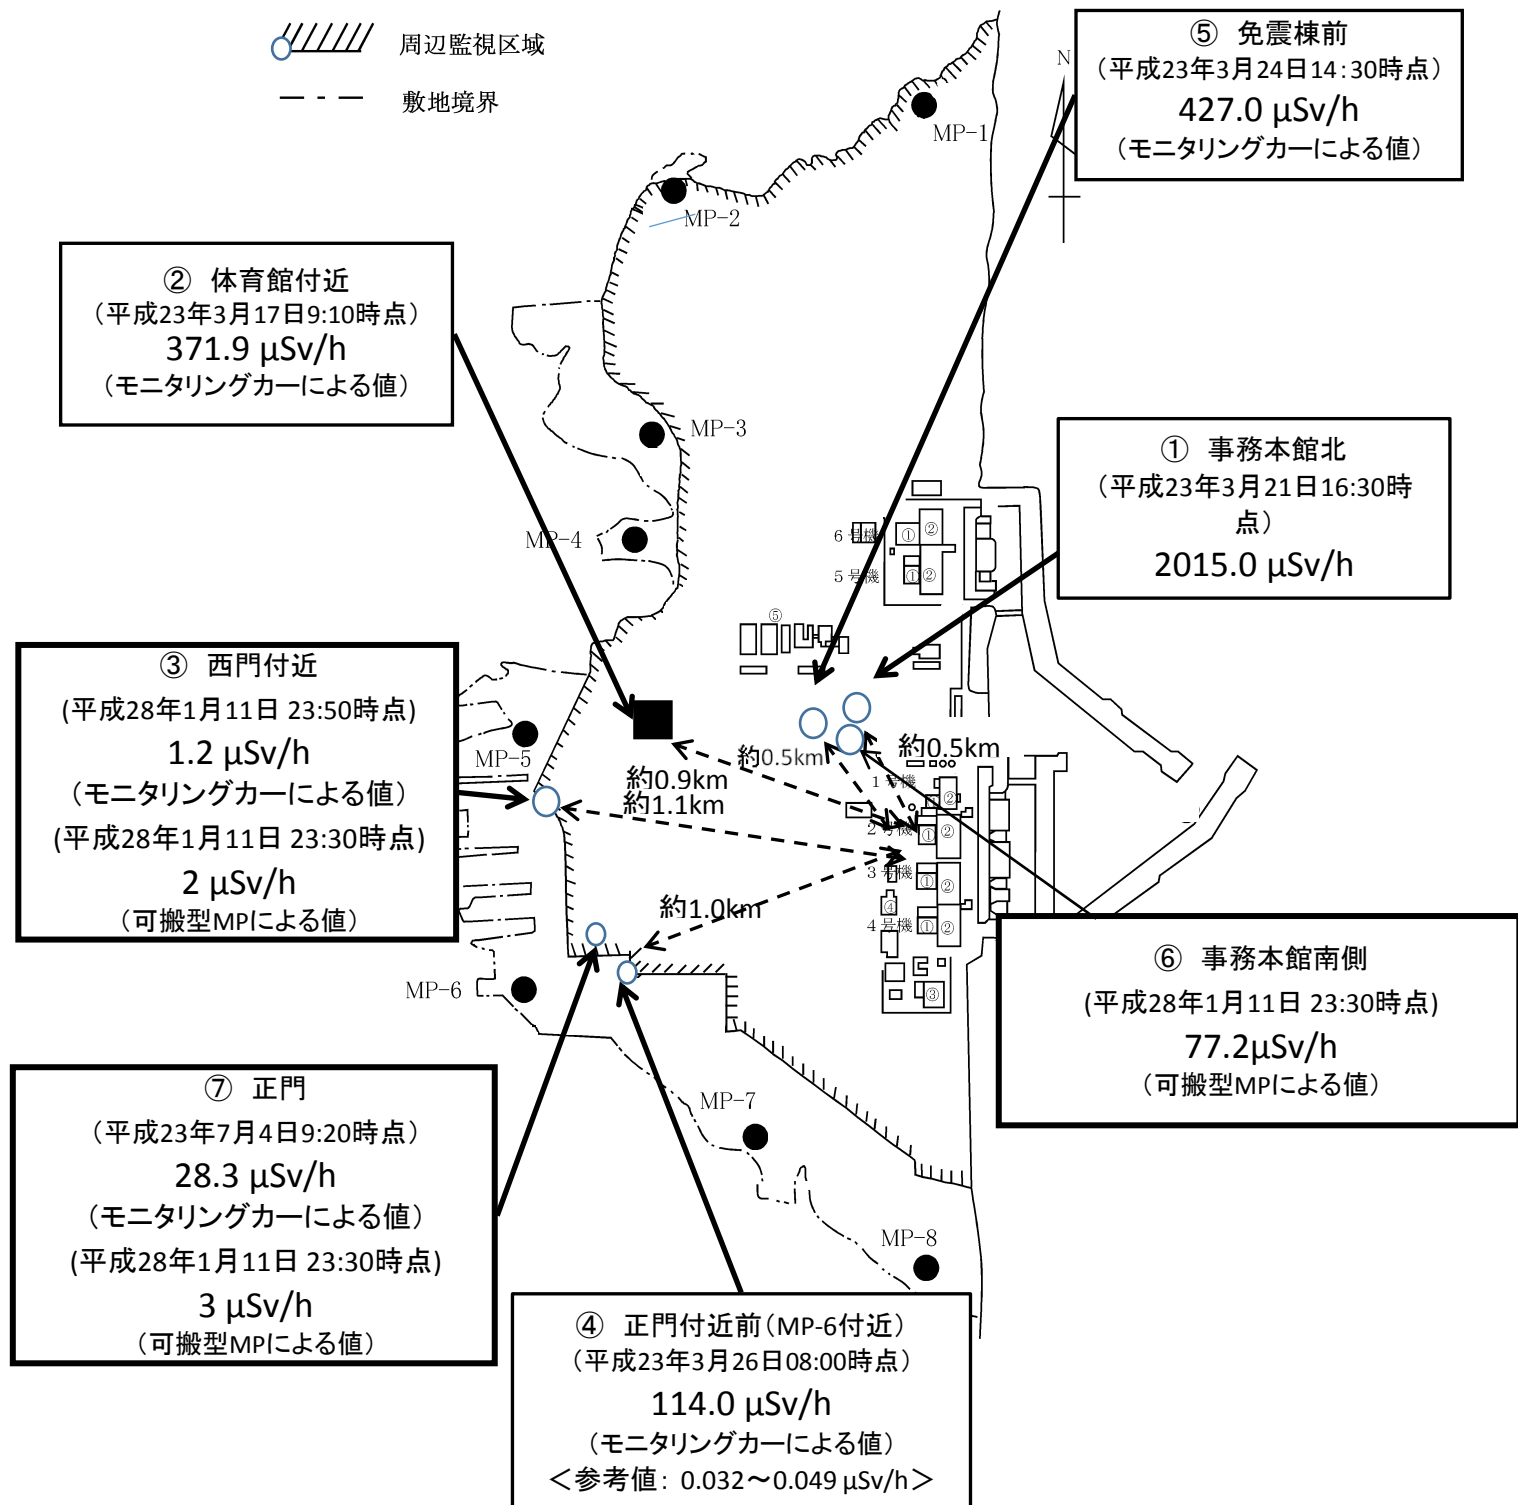 周辺監視区域
敷地境界
N
⑤ 免震棟前
（平成23年3月24日14:30時点）
427.0 μSv/h
（モニタリングカーによる値）
MP-1
MP-2
② 体育館付近
（平成23年3月17日9:10時点）
371.9 μSv/h
（モニタリングカーによる値）
MP-3
MP-4
① 事務本館北
（平成23年3月21日16:30時
点）
2015.0 μSv/h
6号機
①
②
5号機
①
②
⑤
③ 西門付近
(平成28年1月11日 23:50時点)
1.2 μSv/h
（モニタリングカーによる値）
(平成28年1月11日 23:30時点)
2 μSv/h
（可搬型MPによる値）
MP-5
約0.5km
約0.5km
約0.9km
約1.1km
1号機
①
②
2号機
①
②
3号機
①
②
④
4号機
①
②
約1.0km
③
MP-6
⑥ 事務本館南側
(平成28年1月11日 23:30時点)
77.2μSv/h
（可搬型MPによる値）
⑦ 正門
（平成23年7月4日9:20時点）
28.3 μSv/h
（モニタリングカーによる値）
(平成28年1月11日 23:30時点)
3 μSv/h
（可搬型MPによる値）
MP-7
MP-8
④ 正門付近前（MP-6付近）
（平成23年3月26日08:00時点）
114.0 μSv/h
（モニタリングカーによる値）
＜参考値: 0.032～0.049 μSv/h＞